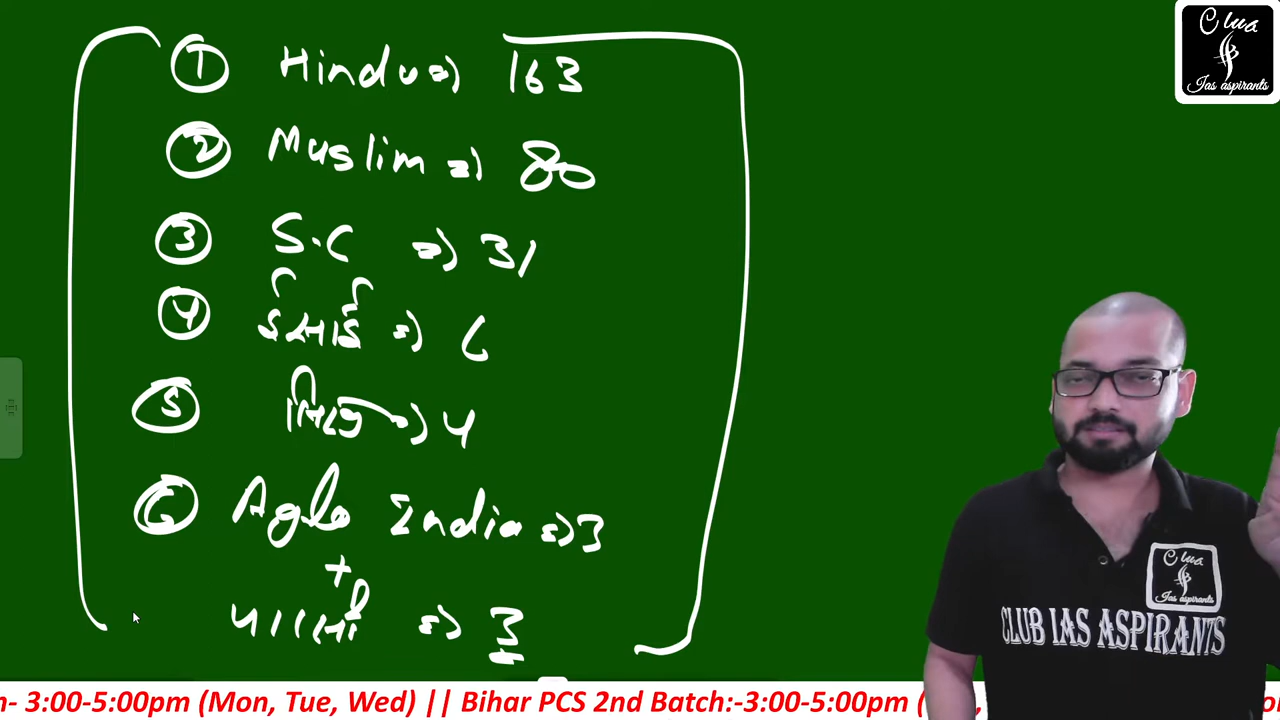 ① Hindu ⇒ 163
② Muslim ⇒ 80
③ S.C ⇒ 31
④ ईसाई ⇒ 6
⑤ सिख ⇒ 4
⑥ Aglo India ⇒ 3
+
पारसी ⇒ 3
Club
Ias aspirants
Club
CLUB IAS ASPIRANTS
n- 3:00-5:00pm (Mon, Tue, Wed) || Bihar PCS 2nd Batch:-3:00-5:00pm (